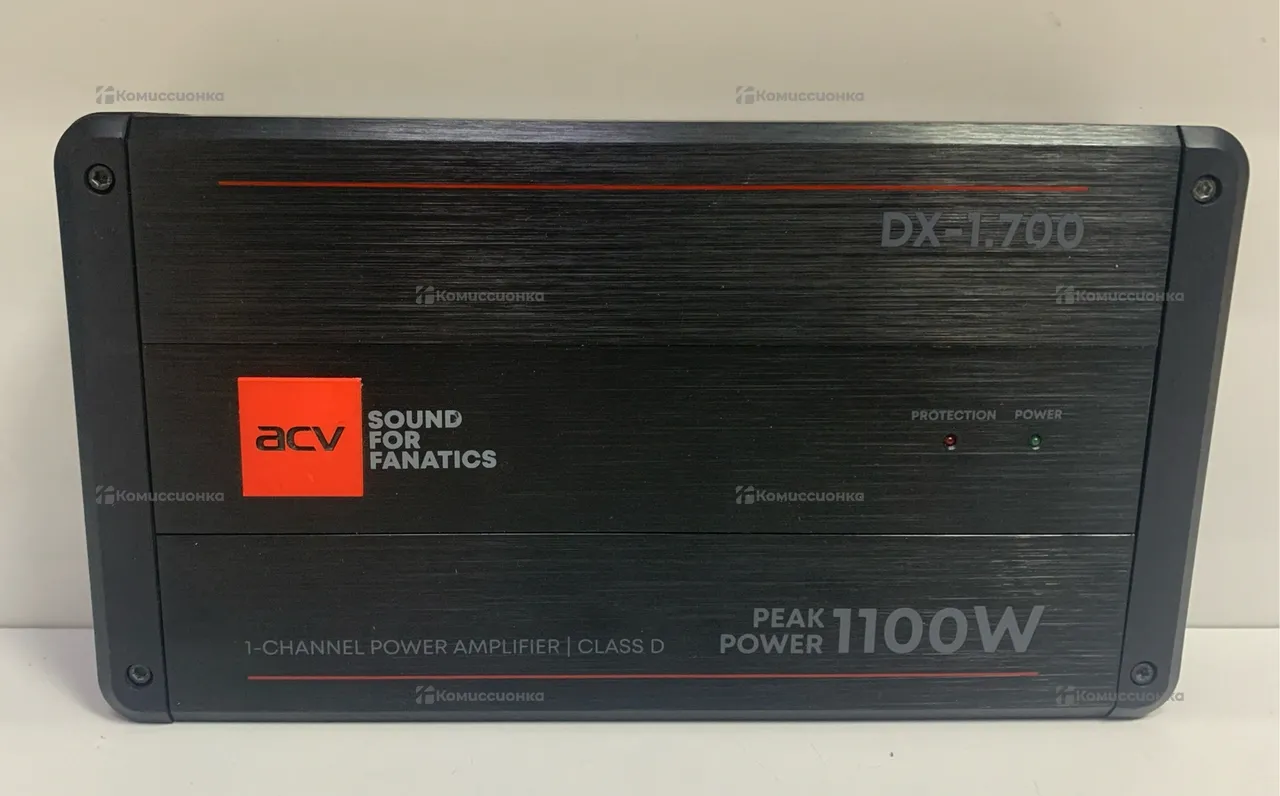 Комиссионка Комиссионка
DX-1.700
Комиссионка Комиссионка
acv
SOUND
FOR
FANATICS
PROTECTION POWER
Комиссионка Комиссионка
1-CHANNEL POWER AMPLIFIER | CLASS D
PEAK
POWER
1100W
Комиссионка Комиссионка